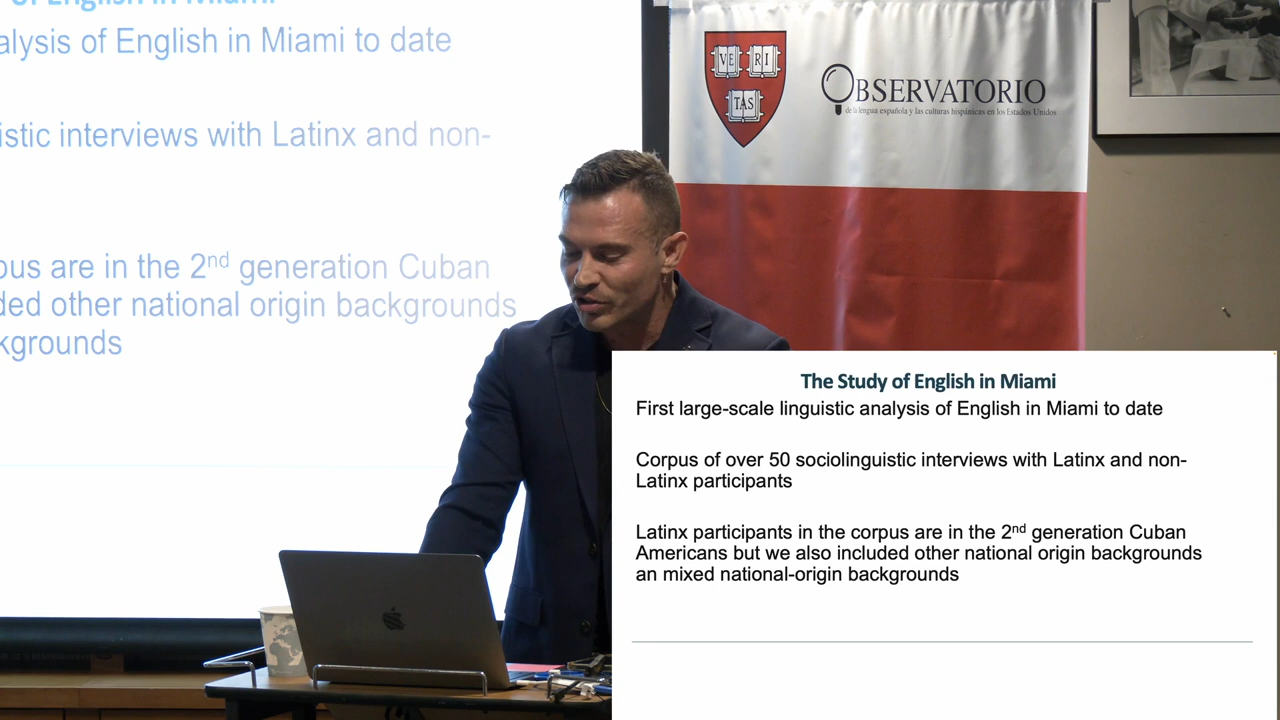 of English in Miami
alysis of English in Miami to date
istic interviews with Latinx and non-
pus are in the 2nd generation Cuban
ded other national origin backgrounds
kgrounds
VE RI
TAS
OBSERVATORIO
de la lengua española y las culturas hispánicas en los Estados Unidos
The Study of English in Miami
First large-scale linguistic analysis of English in Miami to date
Corpus of over 50 sociolinguistic interviews with Latinx and non-
Latinx participants
Latinx participants in the corpus are in the 2nd generation Cuban
Americans but we also included other national origin backgrounds
an mixed national-origin backgrounds